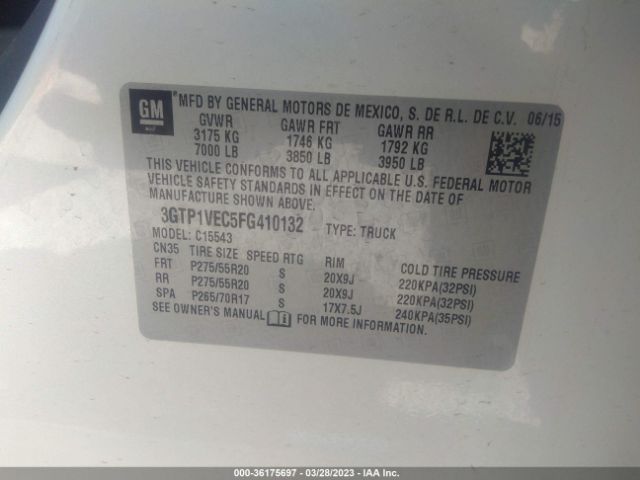 GM
MFD BY GENERAL MOTORS DE MEXICO, S. DE R.L. DE C.V. 06/15
GVWR GAWR FRT GAWR RR
3175 KG 1746 KG 1792 KG
7000 LB 3850 LB 3950 LB
THIS VEHICLE CONFORMS TO ALL APPLICABLE U.S. FEDERAL MOTOR
VEHICLE SAFETY STANDARDS IN EFFECT ON THE DATE OF
MANUFACTURE SHOWN ABOVE.
3GTP1VEC5FG410132 TYPE: TRUCK
MODEL: C15543
CN35 TIRE SIZE SPEED RTG RIM COLD TIRE PRESSURE
FRT P275/55R20 S 20X9J 220KPA(32PSI)
RR P275/55R20 S 20X9J 220KPA(32PSI)
SPA P265/70R17 S 17X7.5J 240KPA(35PSI)
SEE OWNER'S MANUAL FOR MORE INFORMATION.
000-36175697 - 03/28/2023 - IAA Inc.